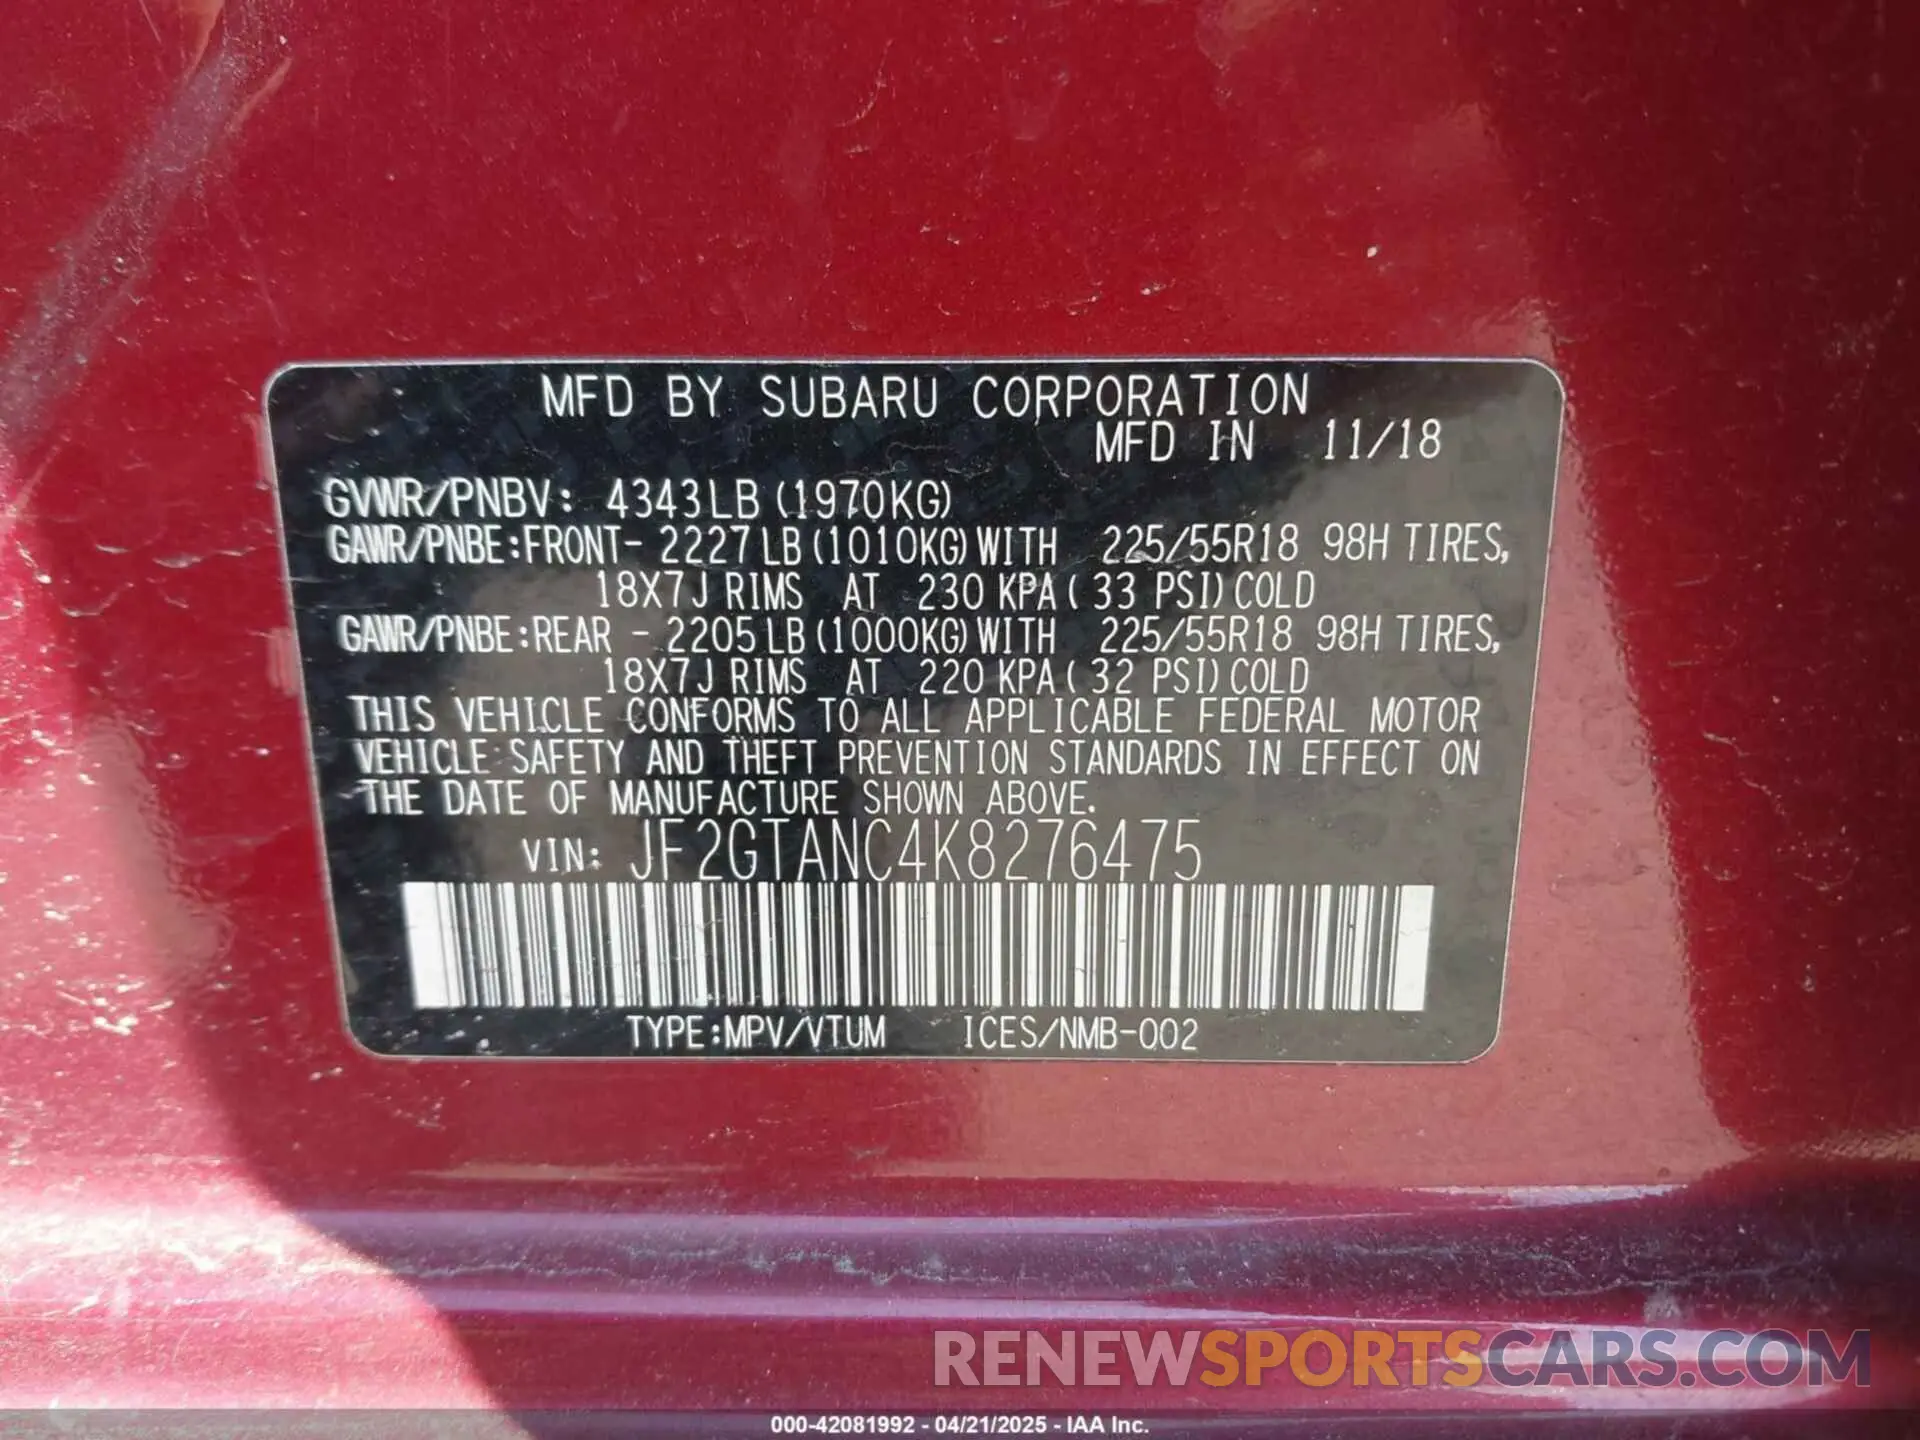 MFD BY SUBARU CORPORATION
MFD IN 11/18
GVWR/PNBV: 4343LB (1970KG)
GAWR/PNBE:FRONT- 2227LB (1010KG) WITH 225/55R18 98H TIRES,
18X7J RIMS AT 230 KPA ( 33 PSI) COLD
GAWR/PNBE:REAR - 2205LB (1000KG) WITH 225/55R18 98H TIRES,
18X7J RIMS AT 220 KPA ( 32 PSI) COLD
THIS VEHICLE CONFORMS TO ALL APPLICABLE FEDERAL MOTOR
VEHICLE SAFETY AND THEFT PREVENTION STANDARDS IN EFFECT ON
THE DATE OF MANUFACTURE SHOWN ABOVE.
VIN: JF2GTANC4K8276475
TYPE:MPV/VTUM ICES/NMB-002
RENEWSPORTSCARS.COM
000-42081992 - 04/21/2025 - IAA Inc.